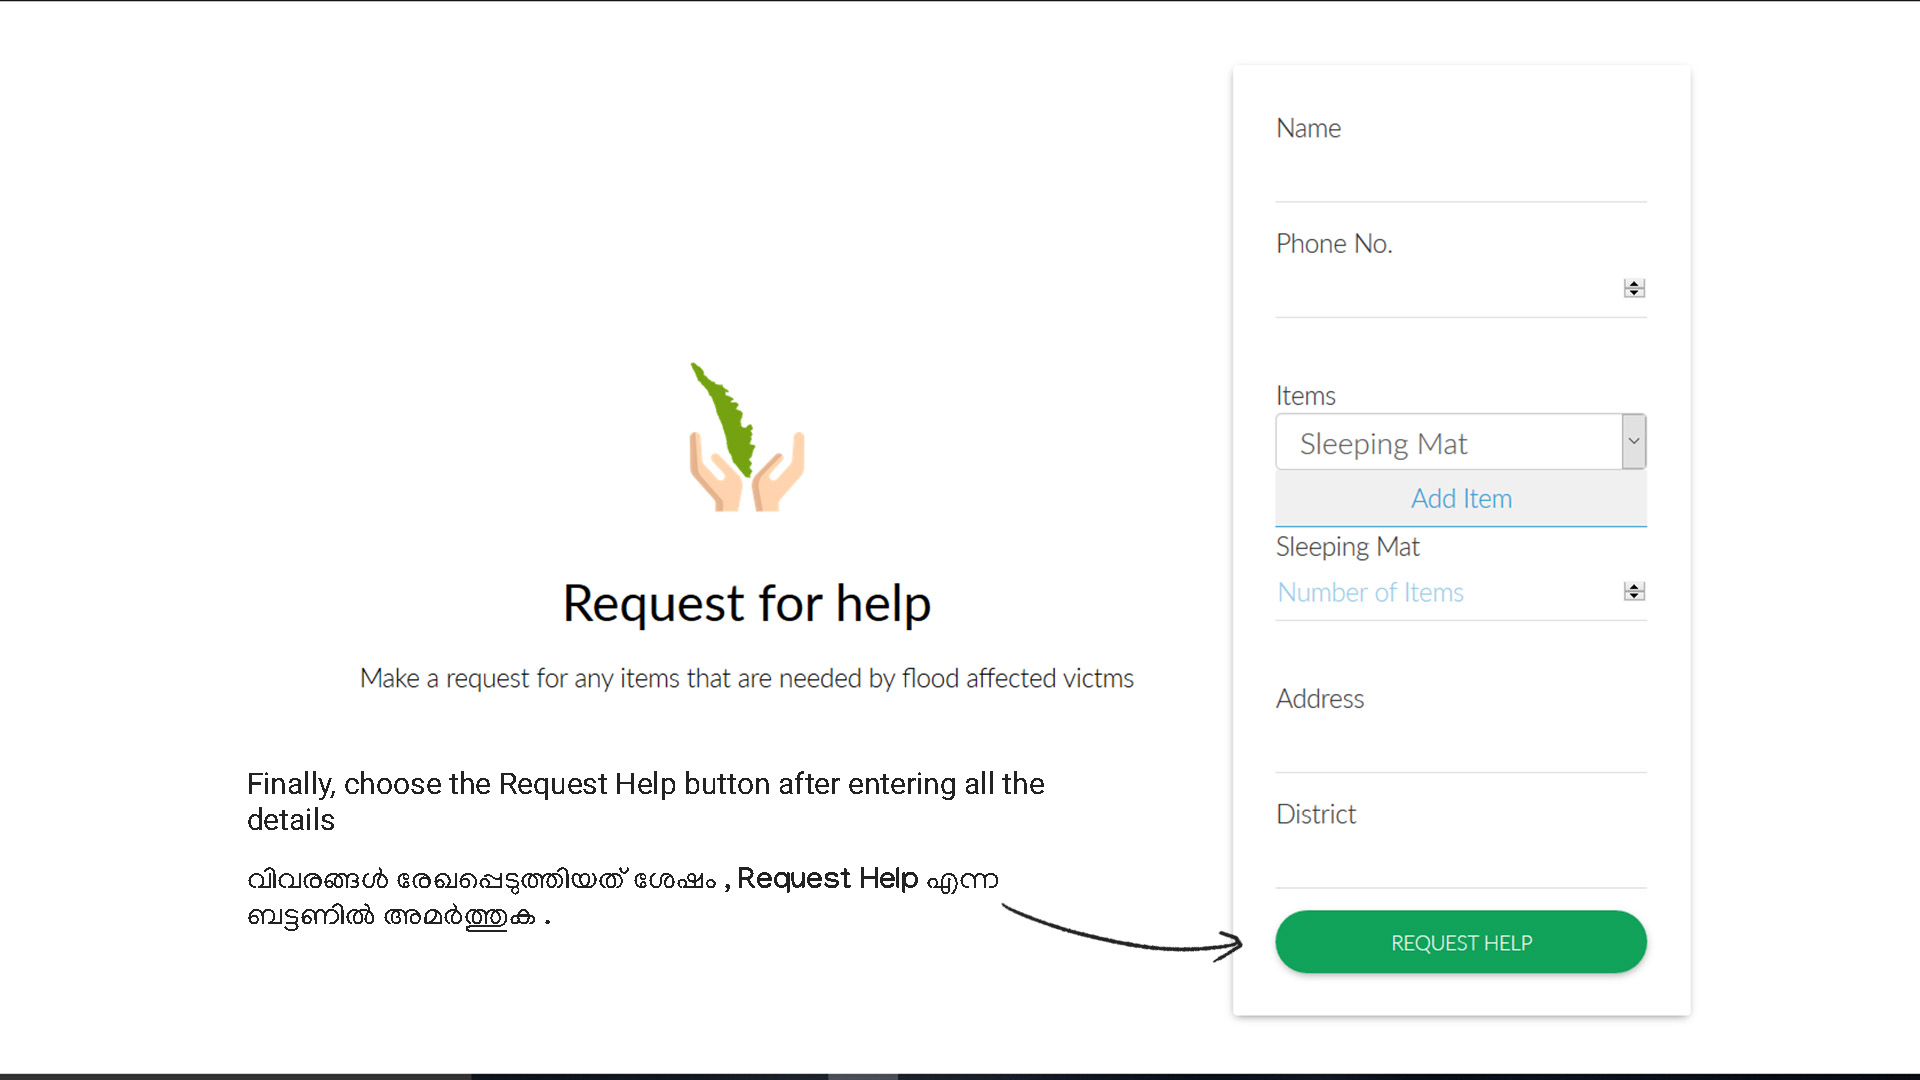 Request for help
Make a request for any items that are needed by flood affected victms
Finally, choose the Request Help button after entering all the
details
വിവരങ്ങൾ രേഖപ്പെടുത്തിയത് ശേഷം , Request Help എന്ന
ബട്ടണിൽ അമർത്തുക .
Name
Phone No.
Items
Sleeping Mat
Add Item
Sleeping Mat
Number of Items
Address
District
REQUEST HELP